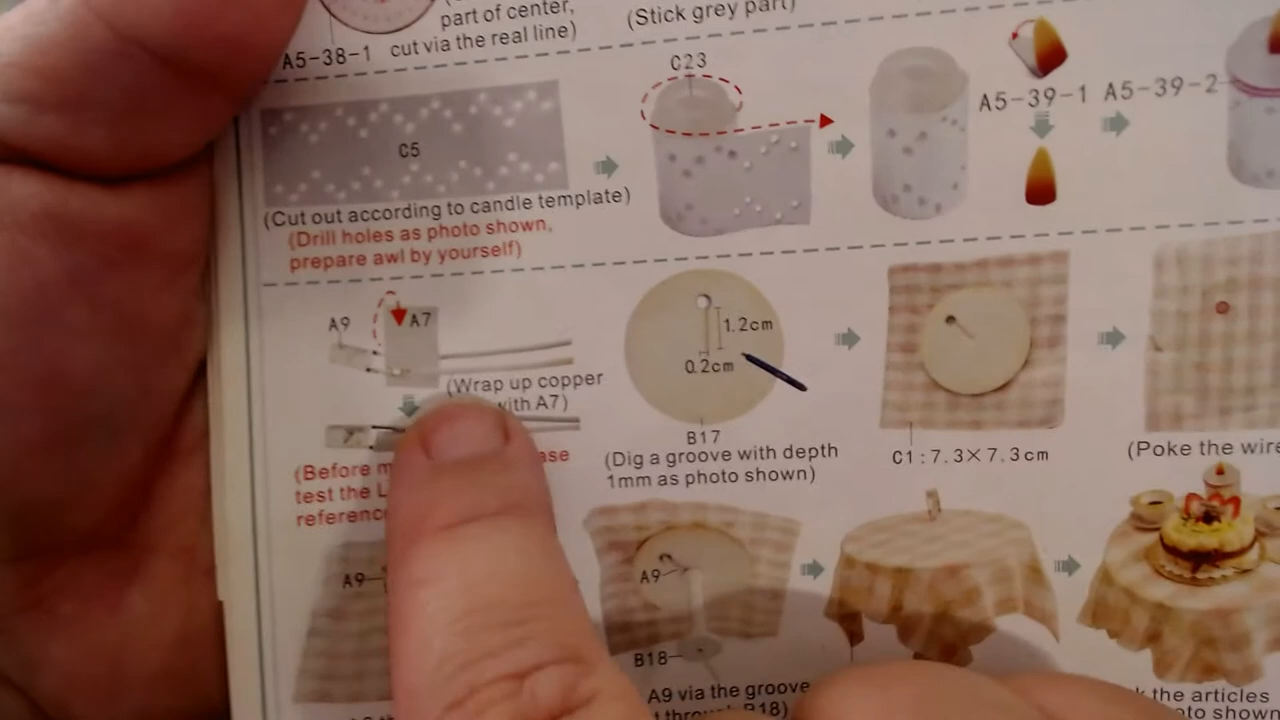 part of center,
A5-38-1 cut via the real line)
(Stick grey part)
C23
C5
A5-39-1 A5-39-2
(Cut out according to candle template)
(Drill holes as photo shown,
prepare awl by yourself)
A9
A7
(Wrap up copper
with A7)
1.2cm
0.2cm
B17
(Dig a groove with depth
1mm as photo shown)
C1:7.3×7.3cm
(Poke the wire
(Before
test the
A9
A9
B18
A9 via the groove
B18)
the articles
shown